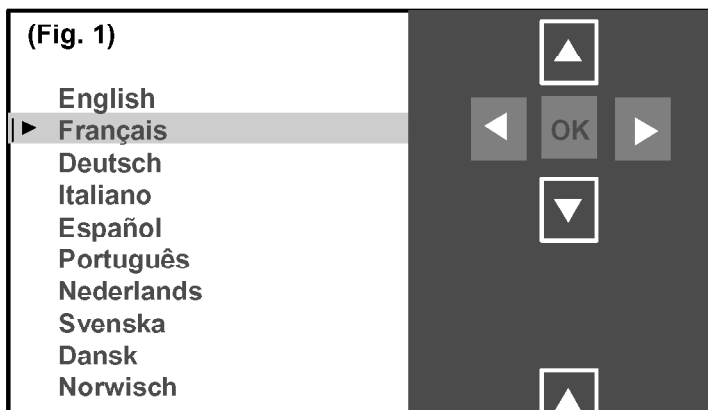 (Fig. 1)
English
Français
Deutsch
Italiano
Español
Português
Nederlands
Svenska
Dansk
Norwisch
OK